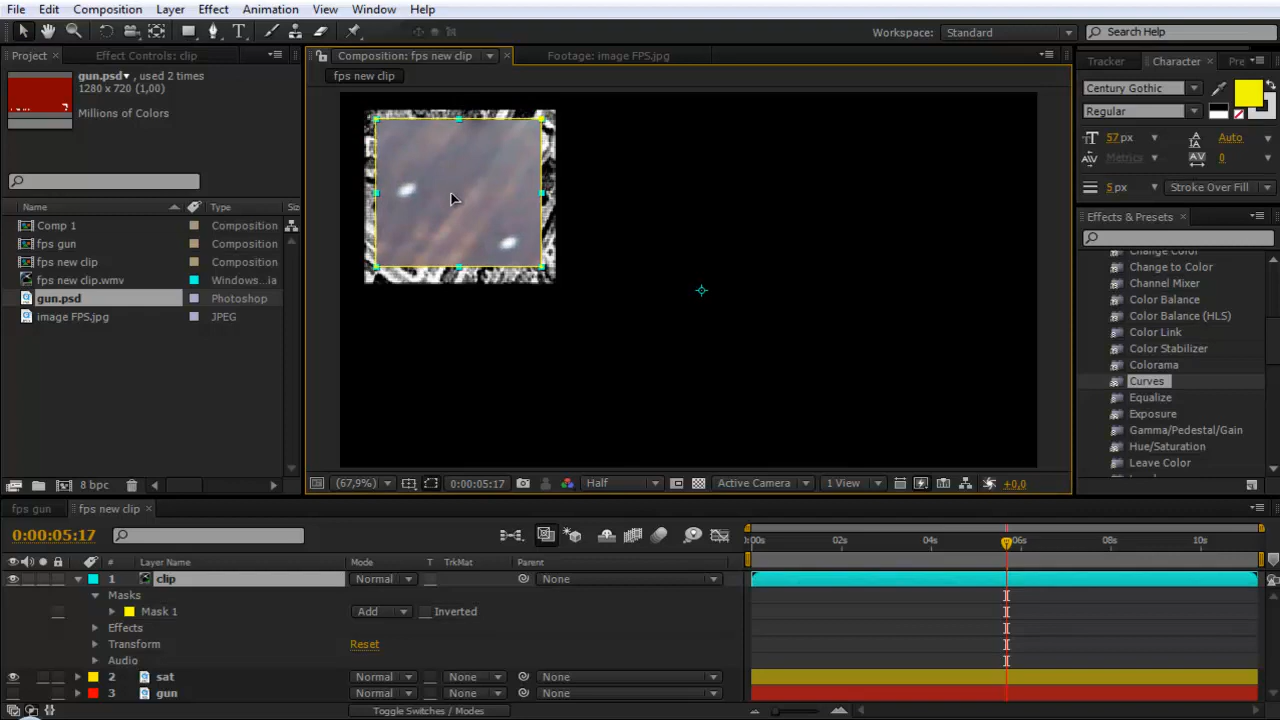 File Edit Composition Layer Effect Animation View Window Help
Workspace: Standard Search Help
Project Effect Controls: clip Composition: fps new clip Footage: image FPS.jpg Tracker Character Pre
gun.psd , used 2 times
1280 x 720 (1,00)
Millions of Colors
fps new clip
Century Gothic
Regular
57 px Auto
Metrics 0
5 px Stroke Over Fill
Effects & Presets
Name Type Siz
Comp 1 Composition
fps gun Composition
fps new clip Composition
fps new clip.wmv Windows...ia
gun.psd Photoshop
image FPS.jpg JPEG
Change Color
Change to Color
Channel Mixer
Color Balance
Color Balance (HLS)
Color Link
Color Stabilizer
Colorama
Curves
Equalize
Exposure
Gamma/Pedestal/Gain
Hue/Saturation
Leave Color
8 bpc (67,9%) 0:00:05:17 Half Active Camera 1 View +0,0
fps gun fps new clip
0:00:05:17
:00s 02s 04s 06s 08s 10s
# Layer Name Mode T TrkMat Parent
1 clip Normal None
Masks
Mask 1 Add Inverted
Effects
Transform Reset
Audio
2 sat Normal None None
3 gun Normal None None
Toggle Switches / Modes